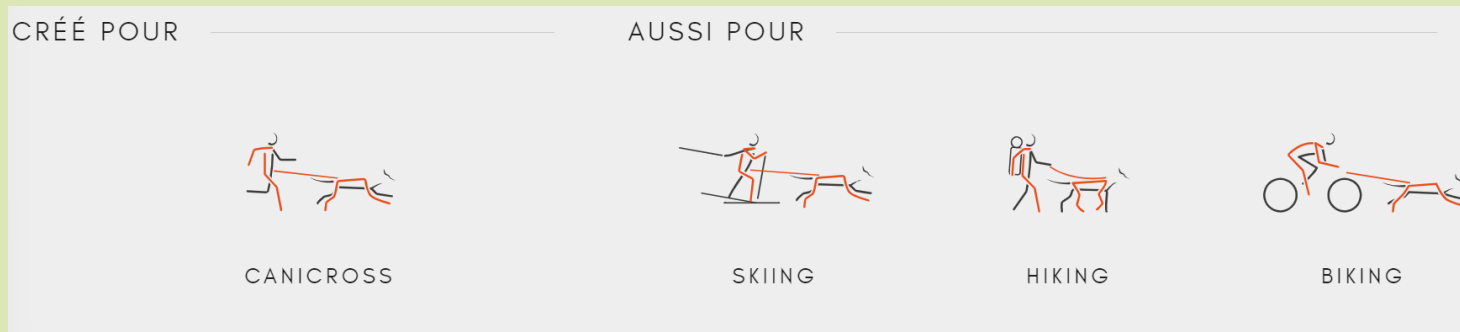 CRÉÉ POUR
AUSSI POUR
CANICROSS
SKIING
HIKING
BIKING